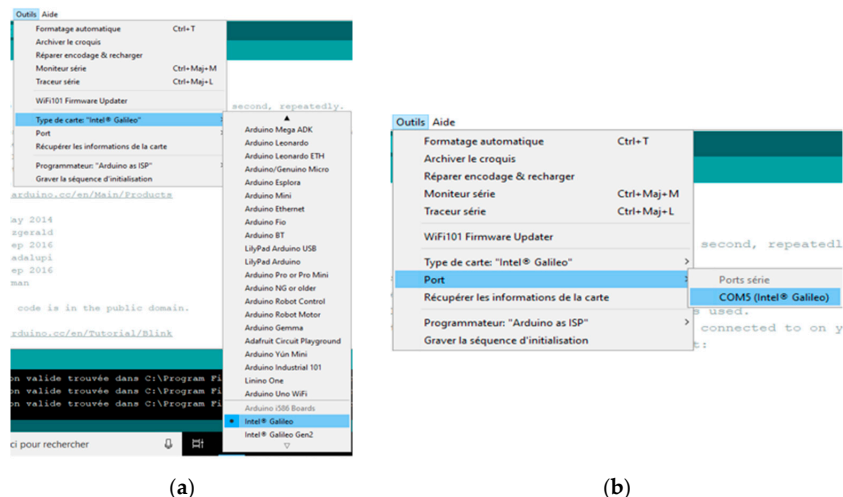 Outils Aide
Formatage automatique Ctrl+T
Archiver le croquis
Réparer encodage & recharger
Moniteur série Ctrl+Maj+M
Traceur série Ctrl+Maj+L
WiFi101 Firmware Updater
second, repeatedly.
Type de carte: "Intel® Galileo"
Port
Récupérer les informations de la carte
Programmateur: "Arduino as ISP"
Graver la séquence d'initialisation
Arduino Mega ADK
Arduino Leonardo
Arduino Leonardo ETH
Arduino/Genuino Micro
Arduino Esplora
Arduino Mini
Arduino Ethernet
Arduino Fio
Arduino BT
LilyPad Arduino USB
LilyPad Arduino
Arduino Pro or Pro Mini
Arduino NG or older
Arduino Robot Control
Arduino Robot Motor
Arduino Gemma
Adafruit Circuit Playground
Arduino Yún Mini
Arduino Industrial 101
Linino One
Arduino Uno WiFi
Arduino i586 Boards
Intel® Galileo
Intel® Galileo Gen2
arduino.cc/en/Main/Products
ay 2014
zgerald
ep 2016
adalupi
ep 2016
man
code is in the public domain.
rduino.cc/en/Tutorial/Blink
on valide trouvée dans C:\Program Fi
on valide trouvée dans C:\Program Fi
on valide trouvée dans C:\Program Fi
ci pour rechercher
(a)
Outils Aide
Formatage automatique Ctrl+T
Archiver le croquis
Réparer encodage & recharger
Moniteur série Ctrl+Maj+M
Traceur série Ctrl+Maj+L
WiFi101 Firmware Updater
second, repeatedl
Type de carte: "Intel® Galileo"
Port
Récupérer les informations de la carte
Programmateur: "Arduino as ISP"
Graver la séquence d'initialisation
Ports série
COM5 (Intel® Galileo)
s used.
connected to on y
t:
(b)